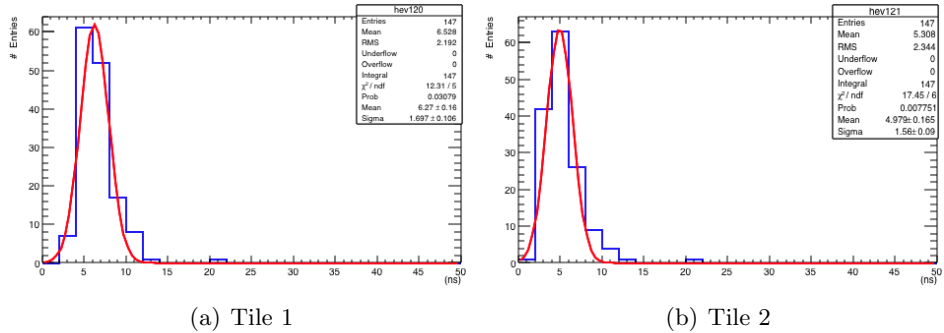 hev120
Entries 147
Mean 6.528
RMS 2.192
Underflow 0
Overflow 0
Integral 147
χ² / ndf 12.31 / 5
Prob 0.03079
Mean 6.27 ± 0.16
Sigma 1.697 ± 0.106
# Entries
60
50
40
30
20
10
0
0 5 10 15 20 25 30 35 40 45 50
(ns)
(a) Tile 1
hev121
Entries 147
Mean 5.308
RMS 2.344
Underflow 0
Overflow 0
Integral 147
χ² / ndf 17.45 / 6
Prob 0.007751
Mean 4.979± 0.165
Sigma 1.56± 0.09
# Entries
60
50
40
30
20
10
0
0 5 10 15 20 25 30 35 40 45 50
(ns)
(b) Tile 2